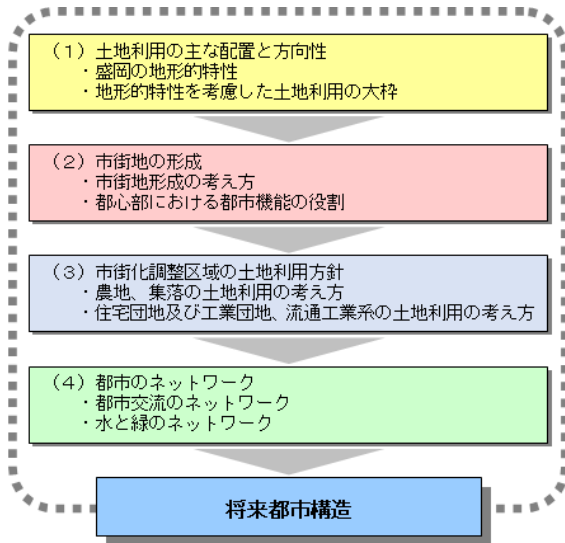 （１）土地利用の主な配置と方向性
・盛岡の地形的特性
・地形的特性を考慮した土地利用の大枠
（２）市街地の形成
・市街地形成の考え方
・都心部における都市機能の役割
（３）市街化調整区域の土地利用方針
・農地、集落の土地利用の考え方
・住宅団地及び工業団地、流通工業系の土地利用の考え方
（４）都市のネットワーク
・都市交流のネットワーク
・水と緑のネットワーク
将来都市構造